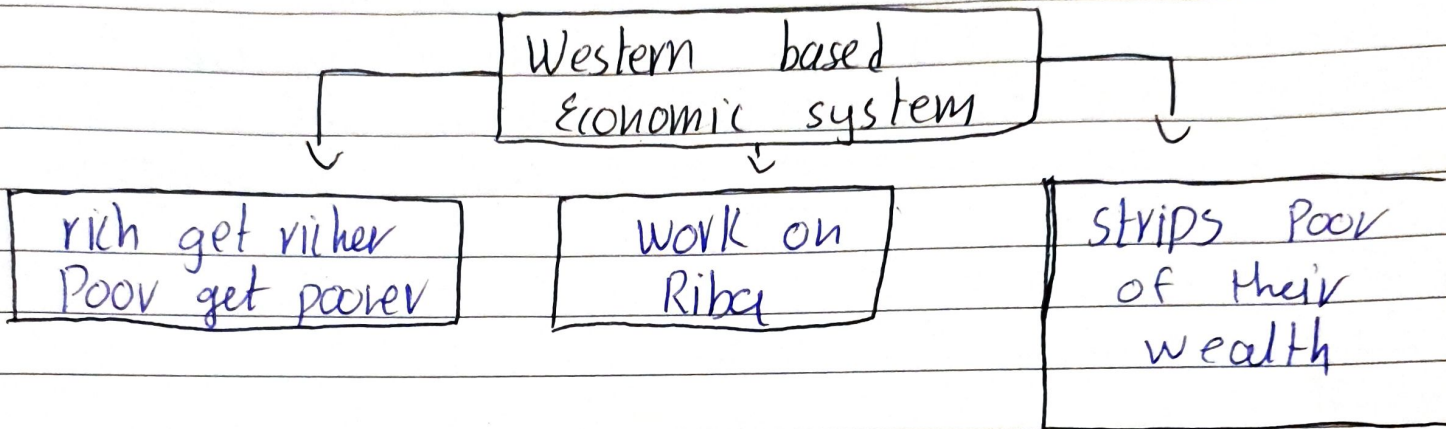 Western based
Economic system
rich get richer
Poor get poorer
work on
Riba
strips Poor
of their
wealth